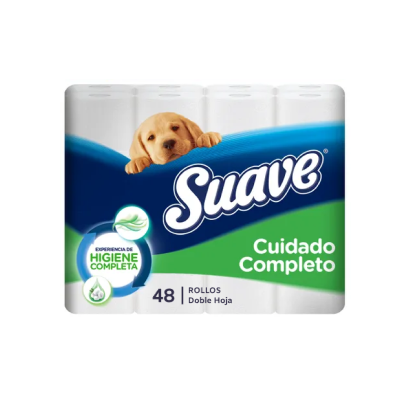 Suave®
Cuidado
Completo
EXPERIENCIA DE
HIGIENE
COMPLETA
48 ROLLOS
Doble Hoja